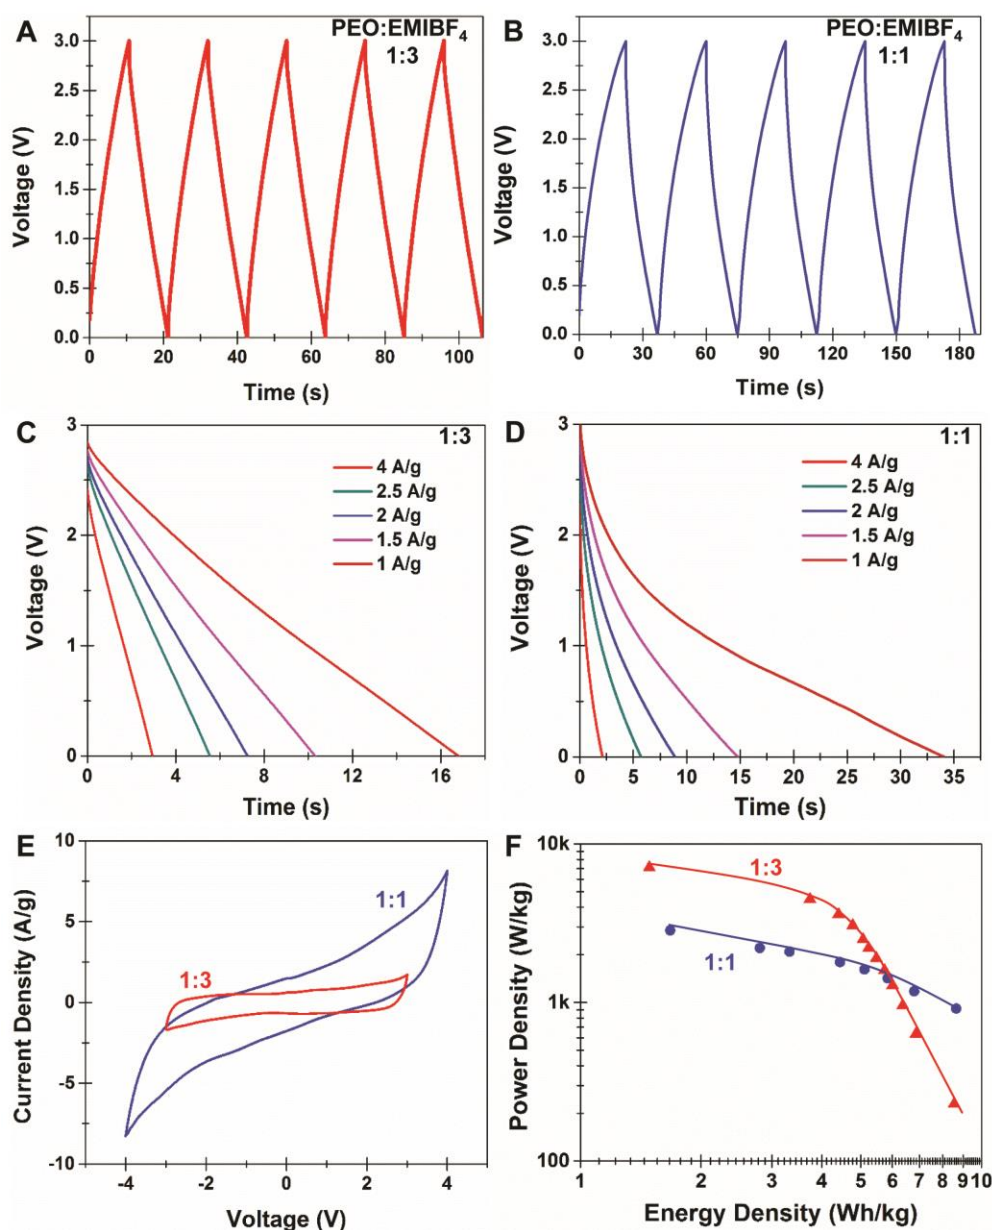 A
PEO:EMIBF₄
1:3
3.0
2.5
2.0
1.5
1.0
0.5
0.0
Voltage (V)
0 20 40 60 80 100
Time (s)
B
PEO:EMIBF₄
1:1
3.0
2.5
2.0
1.5
1.0
0.5
0.0
Voltage (V)
0 30 60 90 120 150 180
Time (s)
C
1:3
4 A/g
2.5 A/g
2 A/g
1.5 A/g
1 A/g
3
2
1
0
Voltage (V)
0 4 8 12 16
Time (s)
D
1:1
4 A/g
2.5 A/g
2 A/g
1.5 A/g
1 A/g
3
2
1
0
Voltage (V)
0 5 10 15 20 25 30 35
Time (s)
E
1:1
1:3
10
5
0
-5
-10
Current Density (A/g)
-4 -2 0 2 4
Voltage (V)
F
1:3
1:1
10k
1k
100
Power Density (W/kg)
1 2 3 4 5 6 7 8 9 10
Energy Density (Wh/kg)